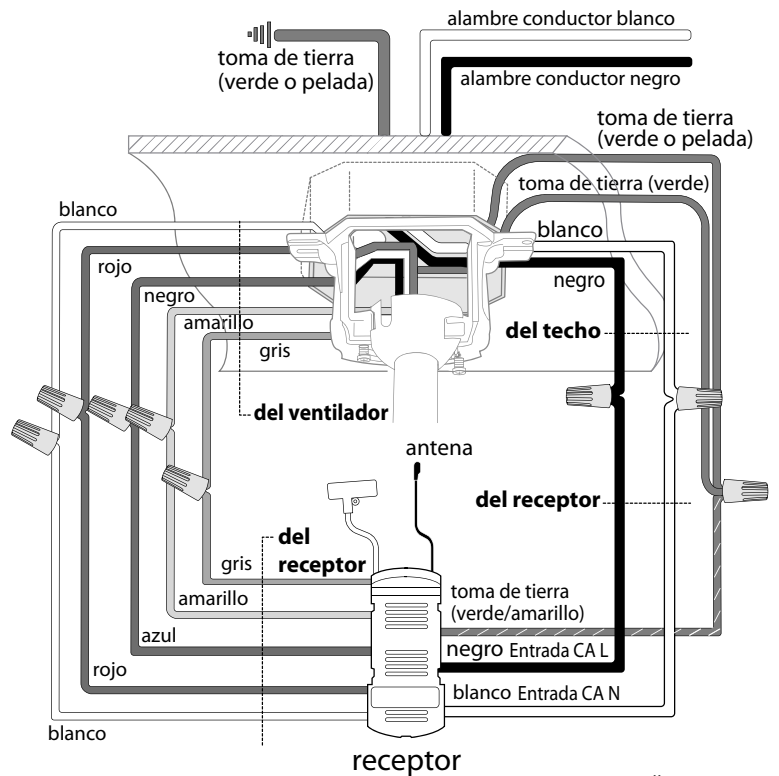 alambre conductor blanco
toma de tierra
(verde o pelada)
alambre conductor negro
toma de tierra
(verde o pelada)
toma de tierra (verde)
blanco
blanco
rojo
negro
negro
amarillo
gris
del techo
del ventilador
antena
del receptor
del
receptor
gris
toma de tierra
(verde/amarillo)
amarillo
azul
negro Entrada CA L
rojo
blanco Entrada CA N
blanco
receptor